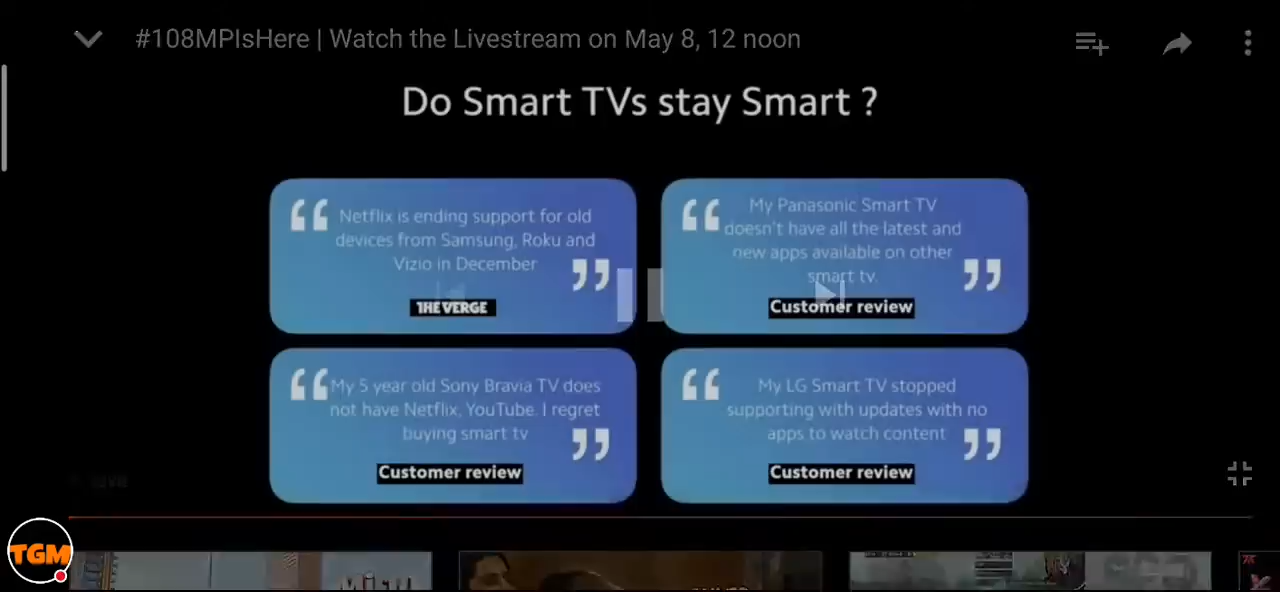 #108MPIsHere | Watch the Livestream on May 8, 12 noon
Do Smart TVs stay Smart ?
Netflix is ending support for old
devices from Samsung, Roku and
Vizio in December
THE VERGE
My Panasonic Smart TV
doesn't have all the latest and
new apps available on other
smart tv.
Customer review
My 5 year old Sony Bravia TV does
not have Netflix, YouTube. I regret
buying smart tv
Customer review
My LG Smart TV stopped
supporting with updates with no
apps to watch content
Customer review
TGM